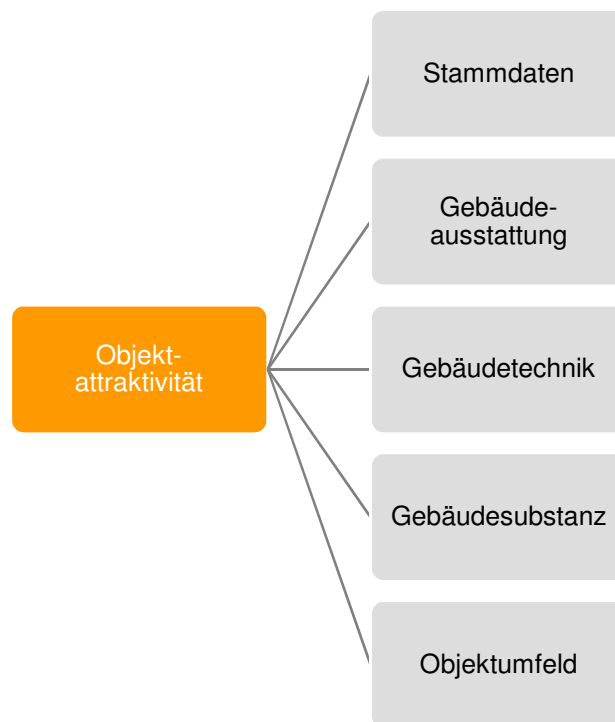 Stammdaten
Gebäude-
ausstattung
Objekt-
attraktivität
Gebäudetechnik
Gebäudesubstanz
Objektumfeld